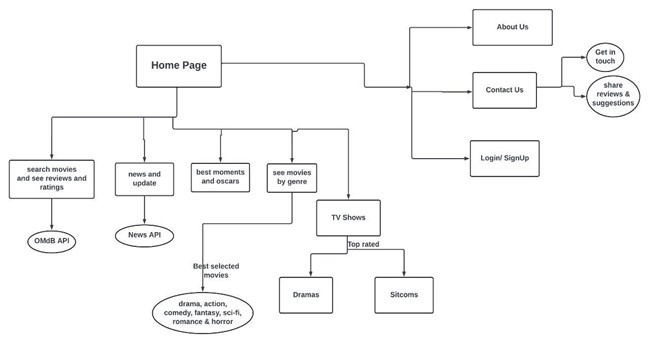 About Us
Home Page
Get in
touch
Contact Us
share
reviews &
suggestions
Login/ SignUp
search movies
and see reviews and
ratings
news and
update
best moments
and oscars
see movies
by genre
TV Shows
OMdB API
News API
Top rated
Best selected
movies
Dramas
Sitcoms
drama, action,
comedy, fantasy, sci-fi,
romance & horror